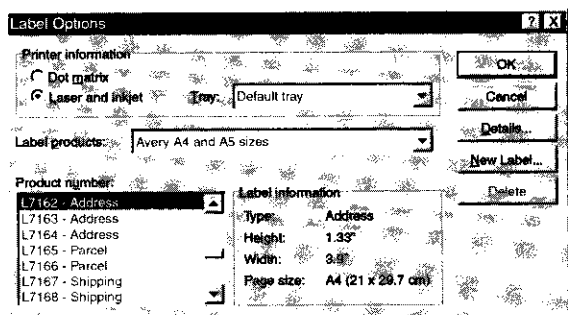 Label Options
Printer information
Dot matrix
Laser and inkjet
Tray: Default tray
Label products: Avery A4 and A5 sizes
Product number:
L7162 - Address
L7163 - Address
L7164 - Address
L7165 - Parcel
L7166 - Parcel
L7167 - Shipping
L7168 - Shipping
Label information
Type: Address
Height: 1.33"
Width: 3.9"
Page size: A4 (21 x 29.7 cm)
OK
Cancel
Details...
New Label...
Delete